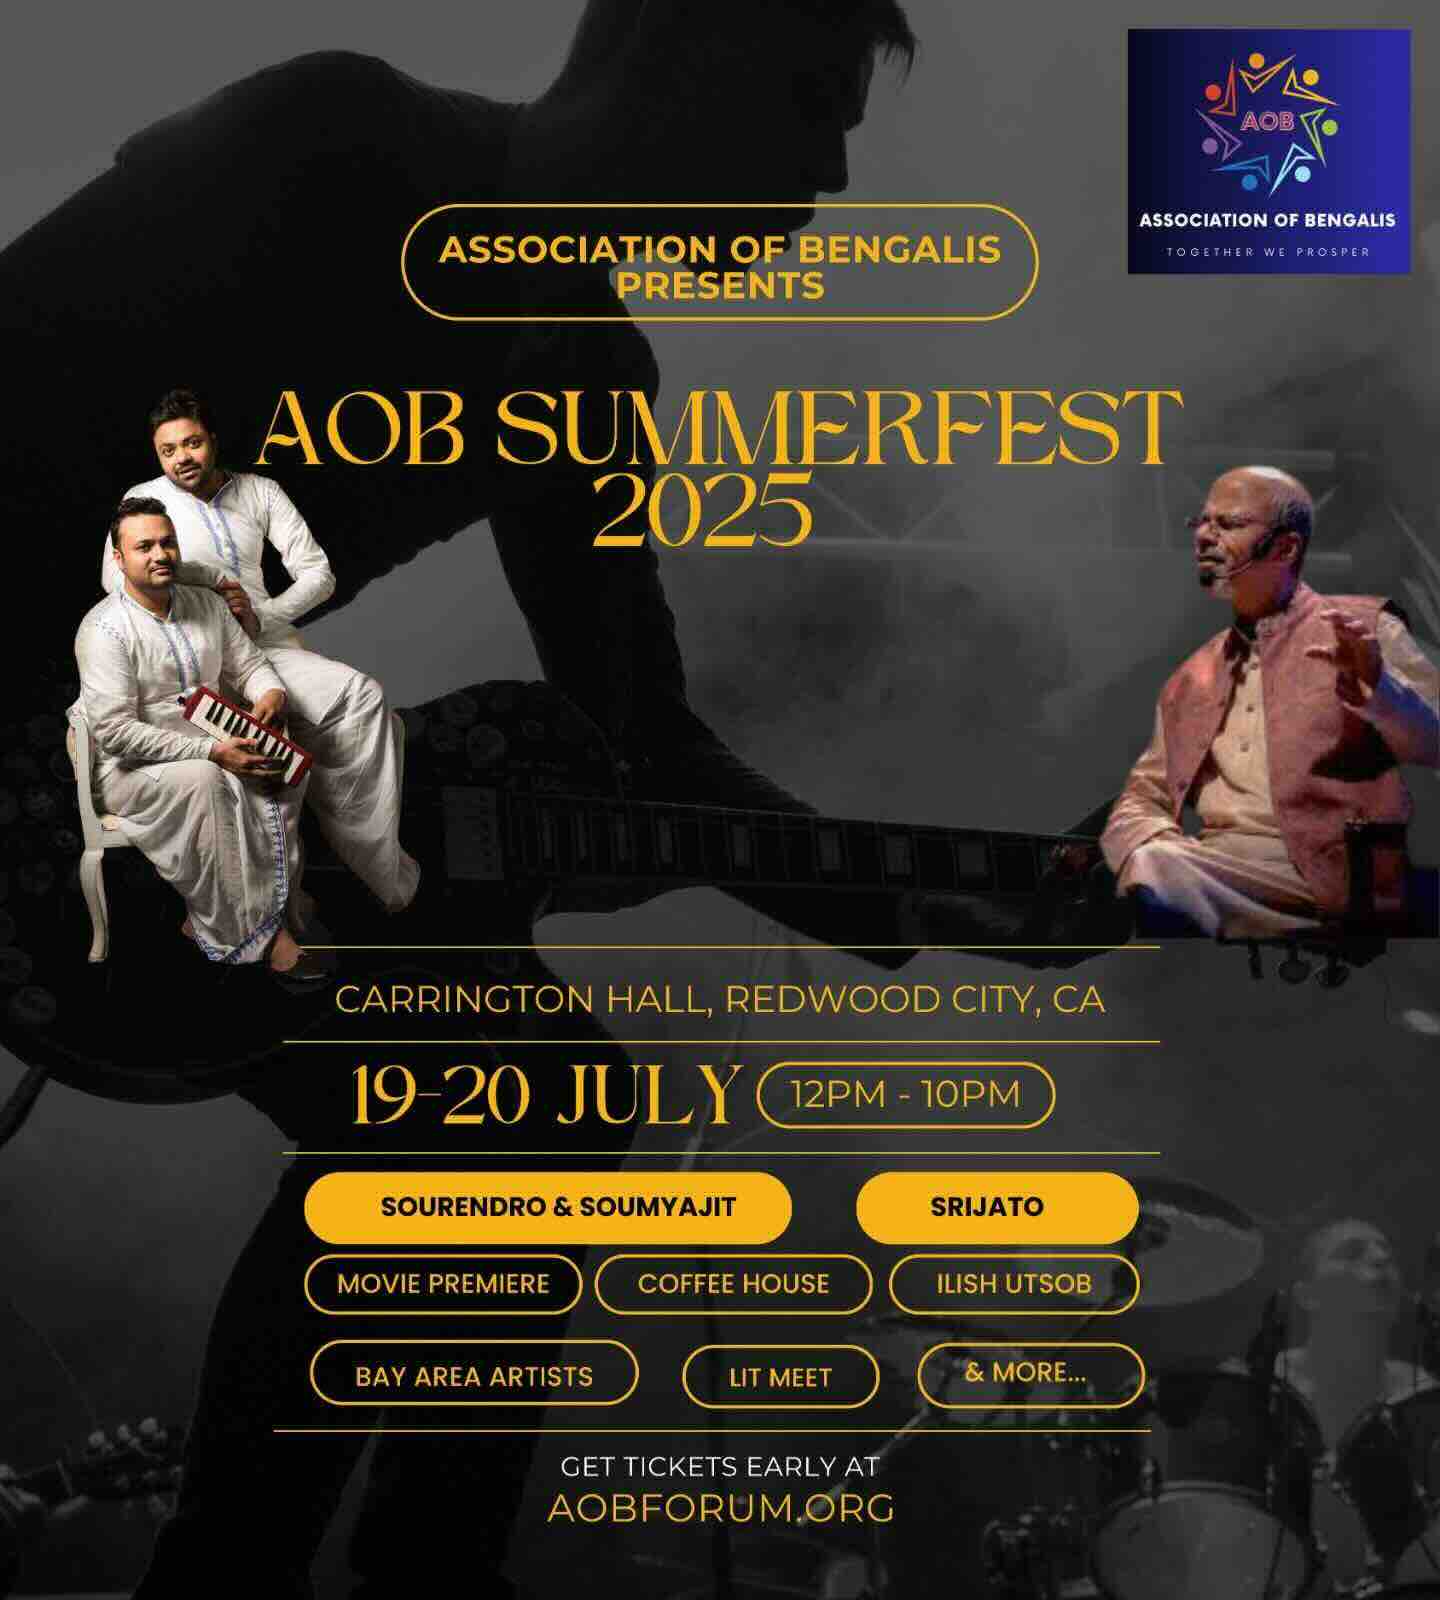 AOB
ASSOCIATION OF BENGALIS
TOGETHER WE PROSPER
ASSOCIATION OF BENGALIS
PRESENTS
AOB SUMMERFEST
2025
CARRINGTON HALL, REDWOOD CITY, CA
19-20 JULY 12PM - 10PM
SOURENDRO & SOUMYAJIT SRIJATO
MOVIE PREMIERE COFFEE HOUSE ILISH UTSOB
BAY AREA ARTISTS LIT MEET & MORE...
GET TICKETS EARLY AT
AOBFORUM.ORG